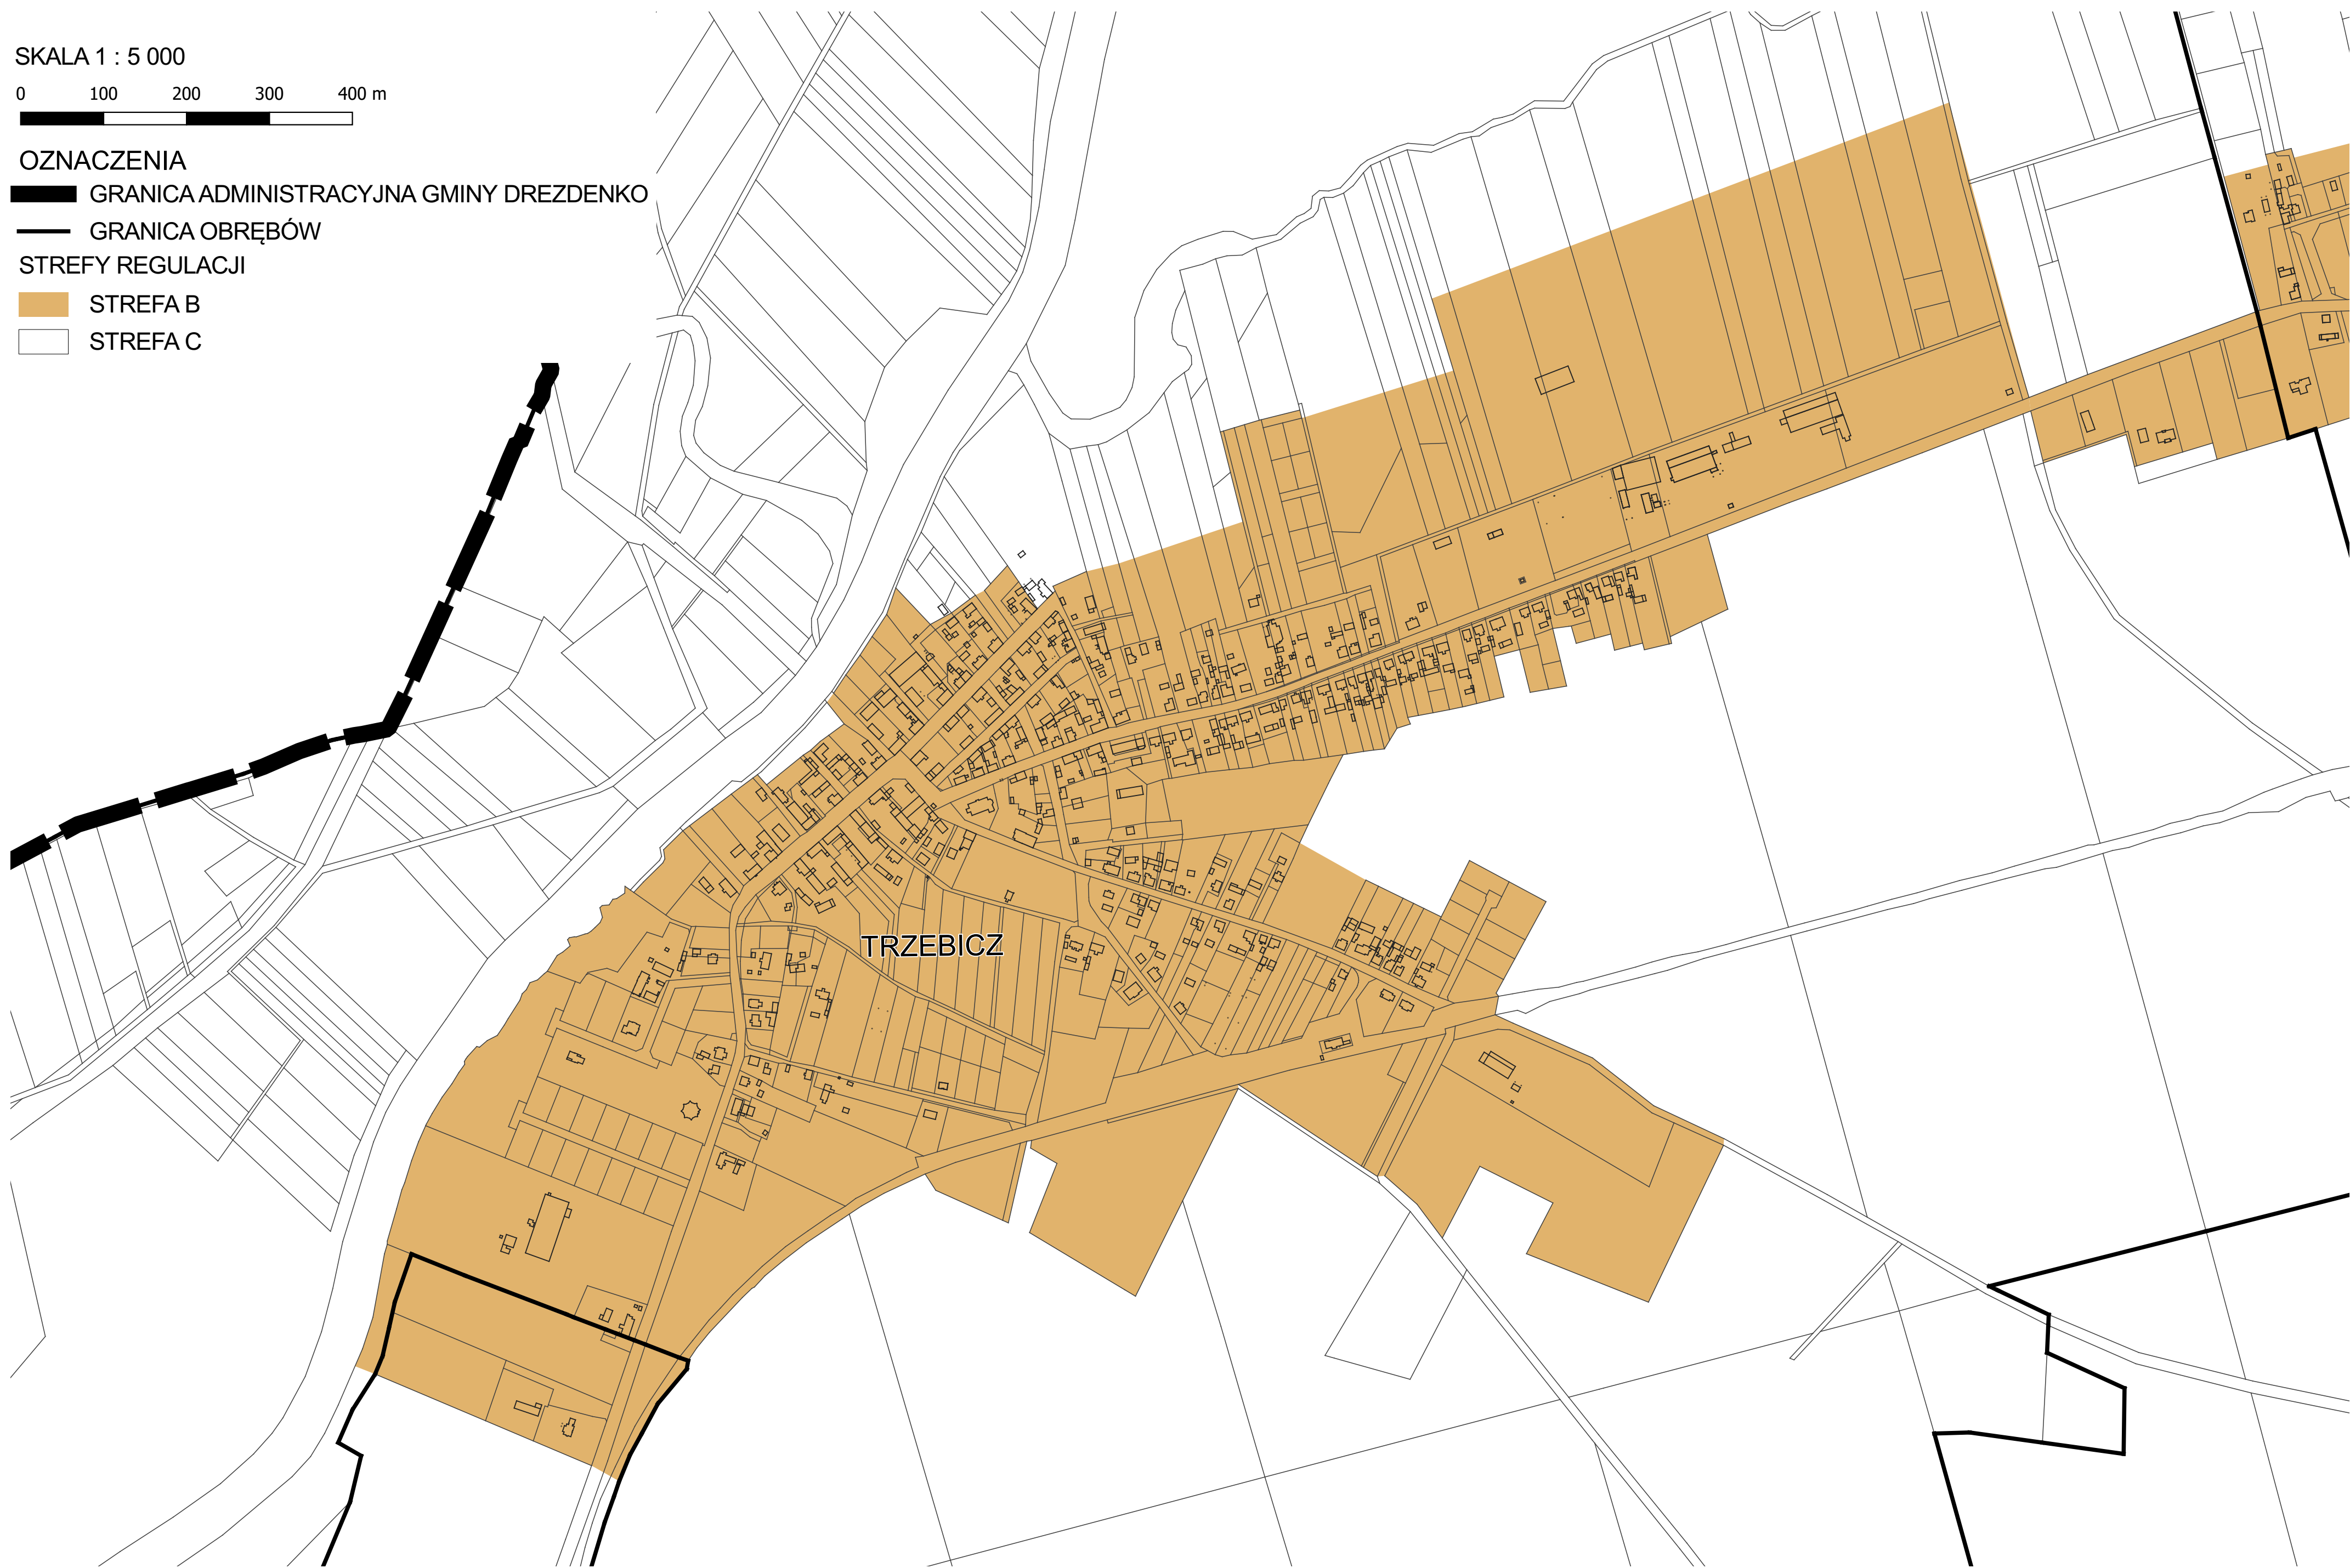 SKALA 1 : 5 000
0 100 200 300 400 m
OZNACZENIA
GRANICA ADMINISTRACYJNA GMINY DREZDENKO
GRANICA OBRĘBÓW
STREFY REGULACJI
STREFA B
STREFA C
TRZEBICZ